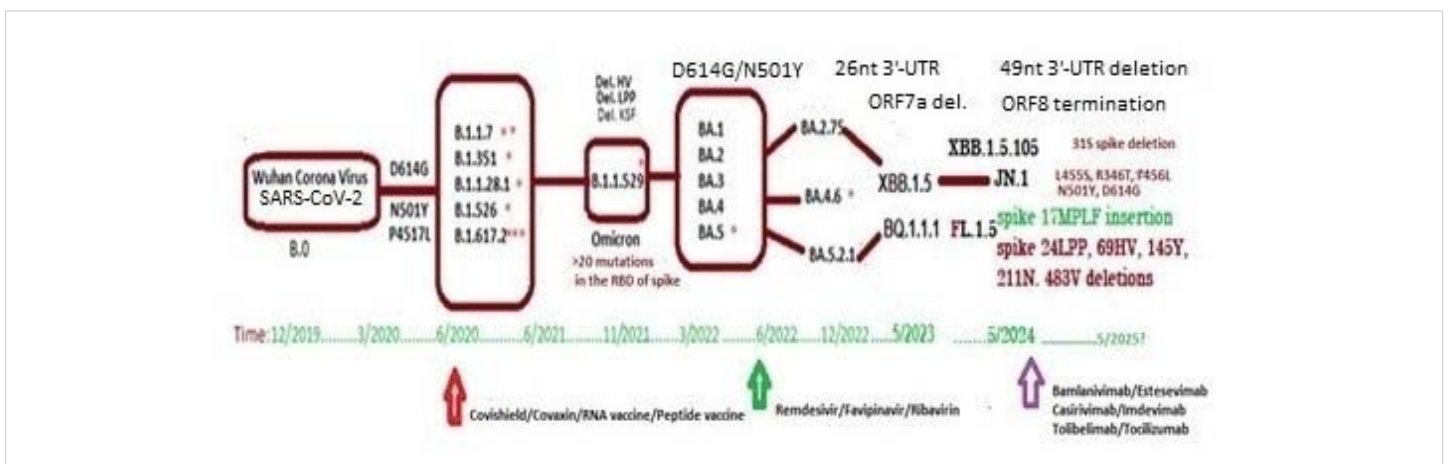 Wuhan Corona Virus
SARS-CoV-2
B.0
D614G
N501Y
P4517L
B.1.1.7 **
B.1.351 *
B.1.1.28.1 *
B.1.526 *
B.1.617.2***
Del. HV
Del. LPP
Del. KSF
*
B.1.1.529
Omicron
>20 mutations
in the RBD of spike
D614G/N501Y
BA.1
BA.2
BA.3
BA.4
BA.5 *
BA.2.75
BA.4.6 *
BA.5.2.1
26nt 3'-UTR
ORF7a del.
XBB.1.5
BQ.1.1.1
FL.1.5
49nt 3'-UTR deletion
ORF8 termination
XBB.1.5.105
31S spike deletion
JN.1
L455S, R346T, F456L
N501Y, D614G
spike 17MPLF insertion
spike 24LPP, 69HV, 145Y,
211N. 483V deletions
Time:12/2019.........3/2020.........6/2020............6/2021.........11/2021.......3/2022 .......6/2022 .....12/2022.....5/2023 .......5/2024 ...............5/2025?
Covishield/Covaxin/RNA vaccine/Peptide vaccine
Remdesivir/Favipinavir/Ribavirin
Bamlanivimab/Estesevimab
Casirivimab/Imdevimab
Tolibelimab/Tocilizumab